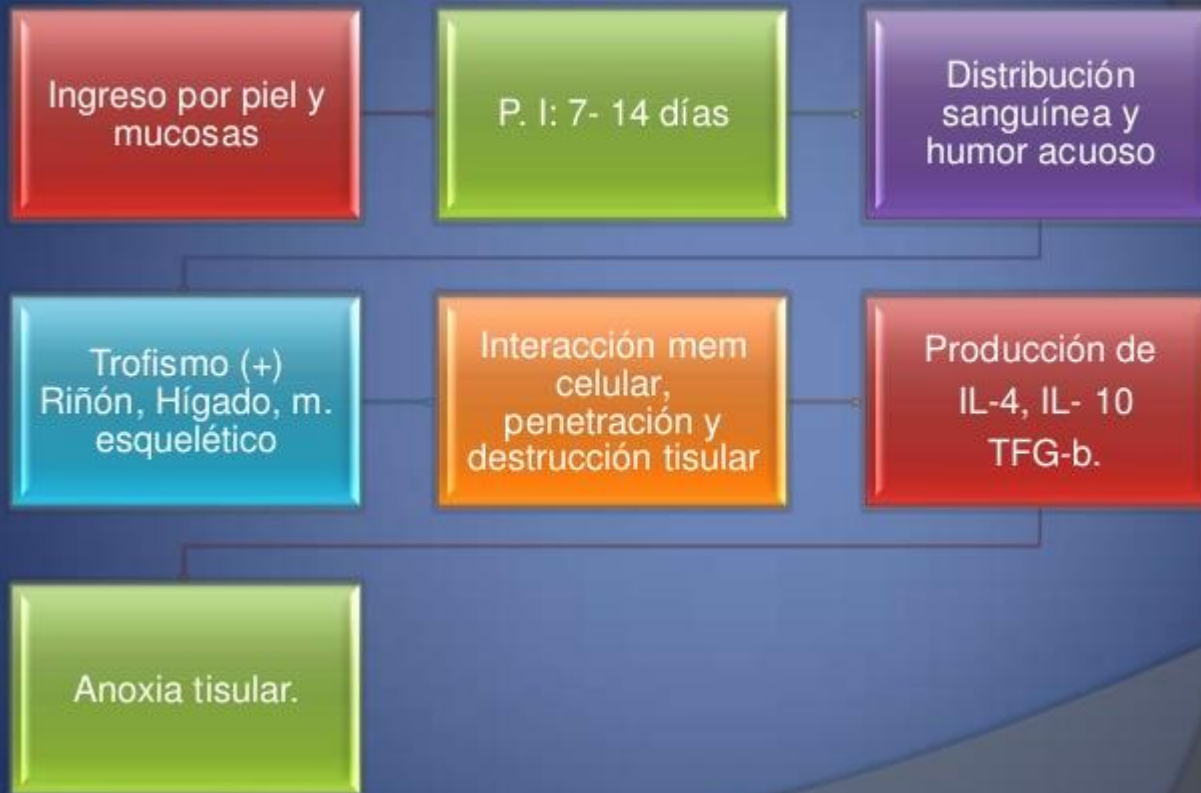 Ingreso por piel y
mucosas
P. I: 7- 14 días
Distribución
sanguínea y
humor acuoso
Trofismo (+)
Riñón, Hígado, m.
esquelético
Interacción mem
celular,
penetración y
destrucción tisular
Producción de
IL-4, IL- 10
TFG-b.
Anoxia tisular.